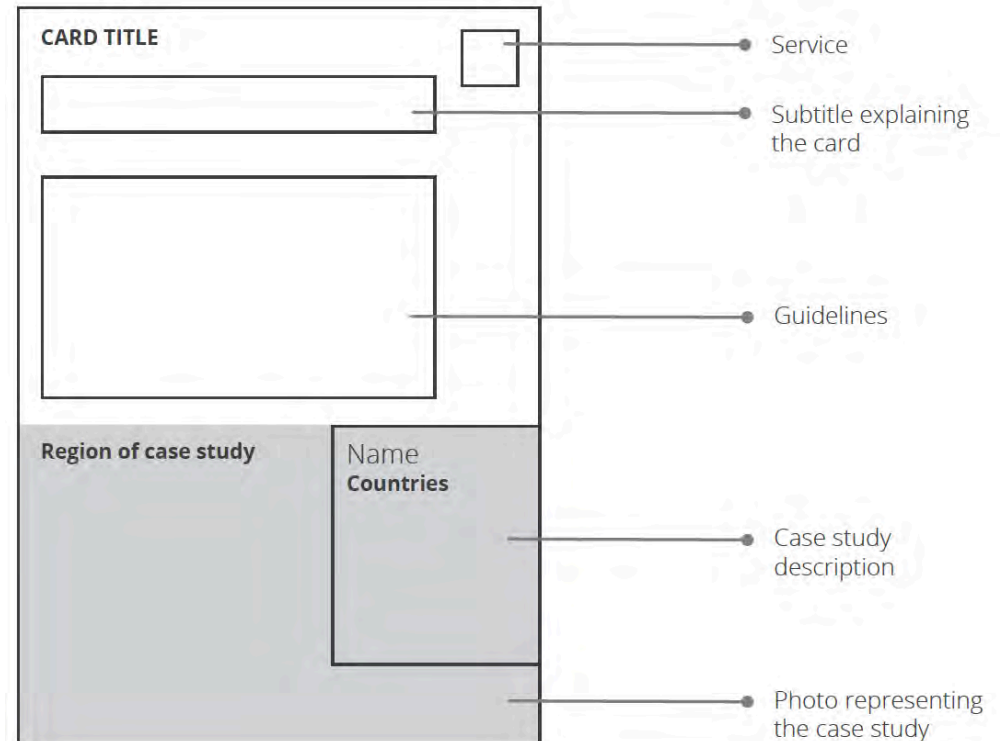 CARD TITLE
Service
Subtitle explaining
the card
Guidelines
Region of case study
Name
Countries
Case study
description
Photo representing
the case study